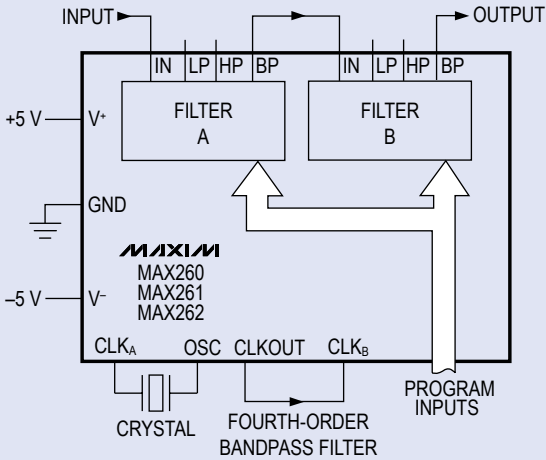 INPUT
OUTPUT
IN LP HP BP
IN LP HP BP
FILTER
A
FILTER
B
+5 V
V+
GND
MAXIM
MAX260
MAX261
MAX262
–5 V
V–
CLKA
OSC
CLKOUT
CLKB
CRYSTAL
FOURTH-ORDER
BANDPASS FILTER
PROGRAM
INPUTS